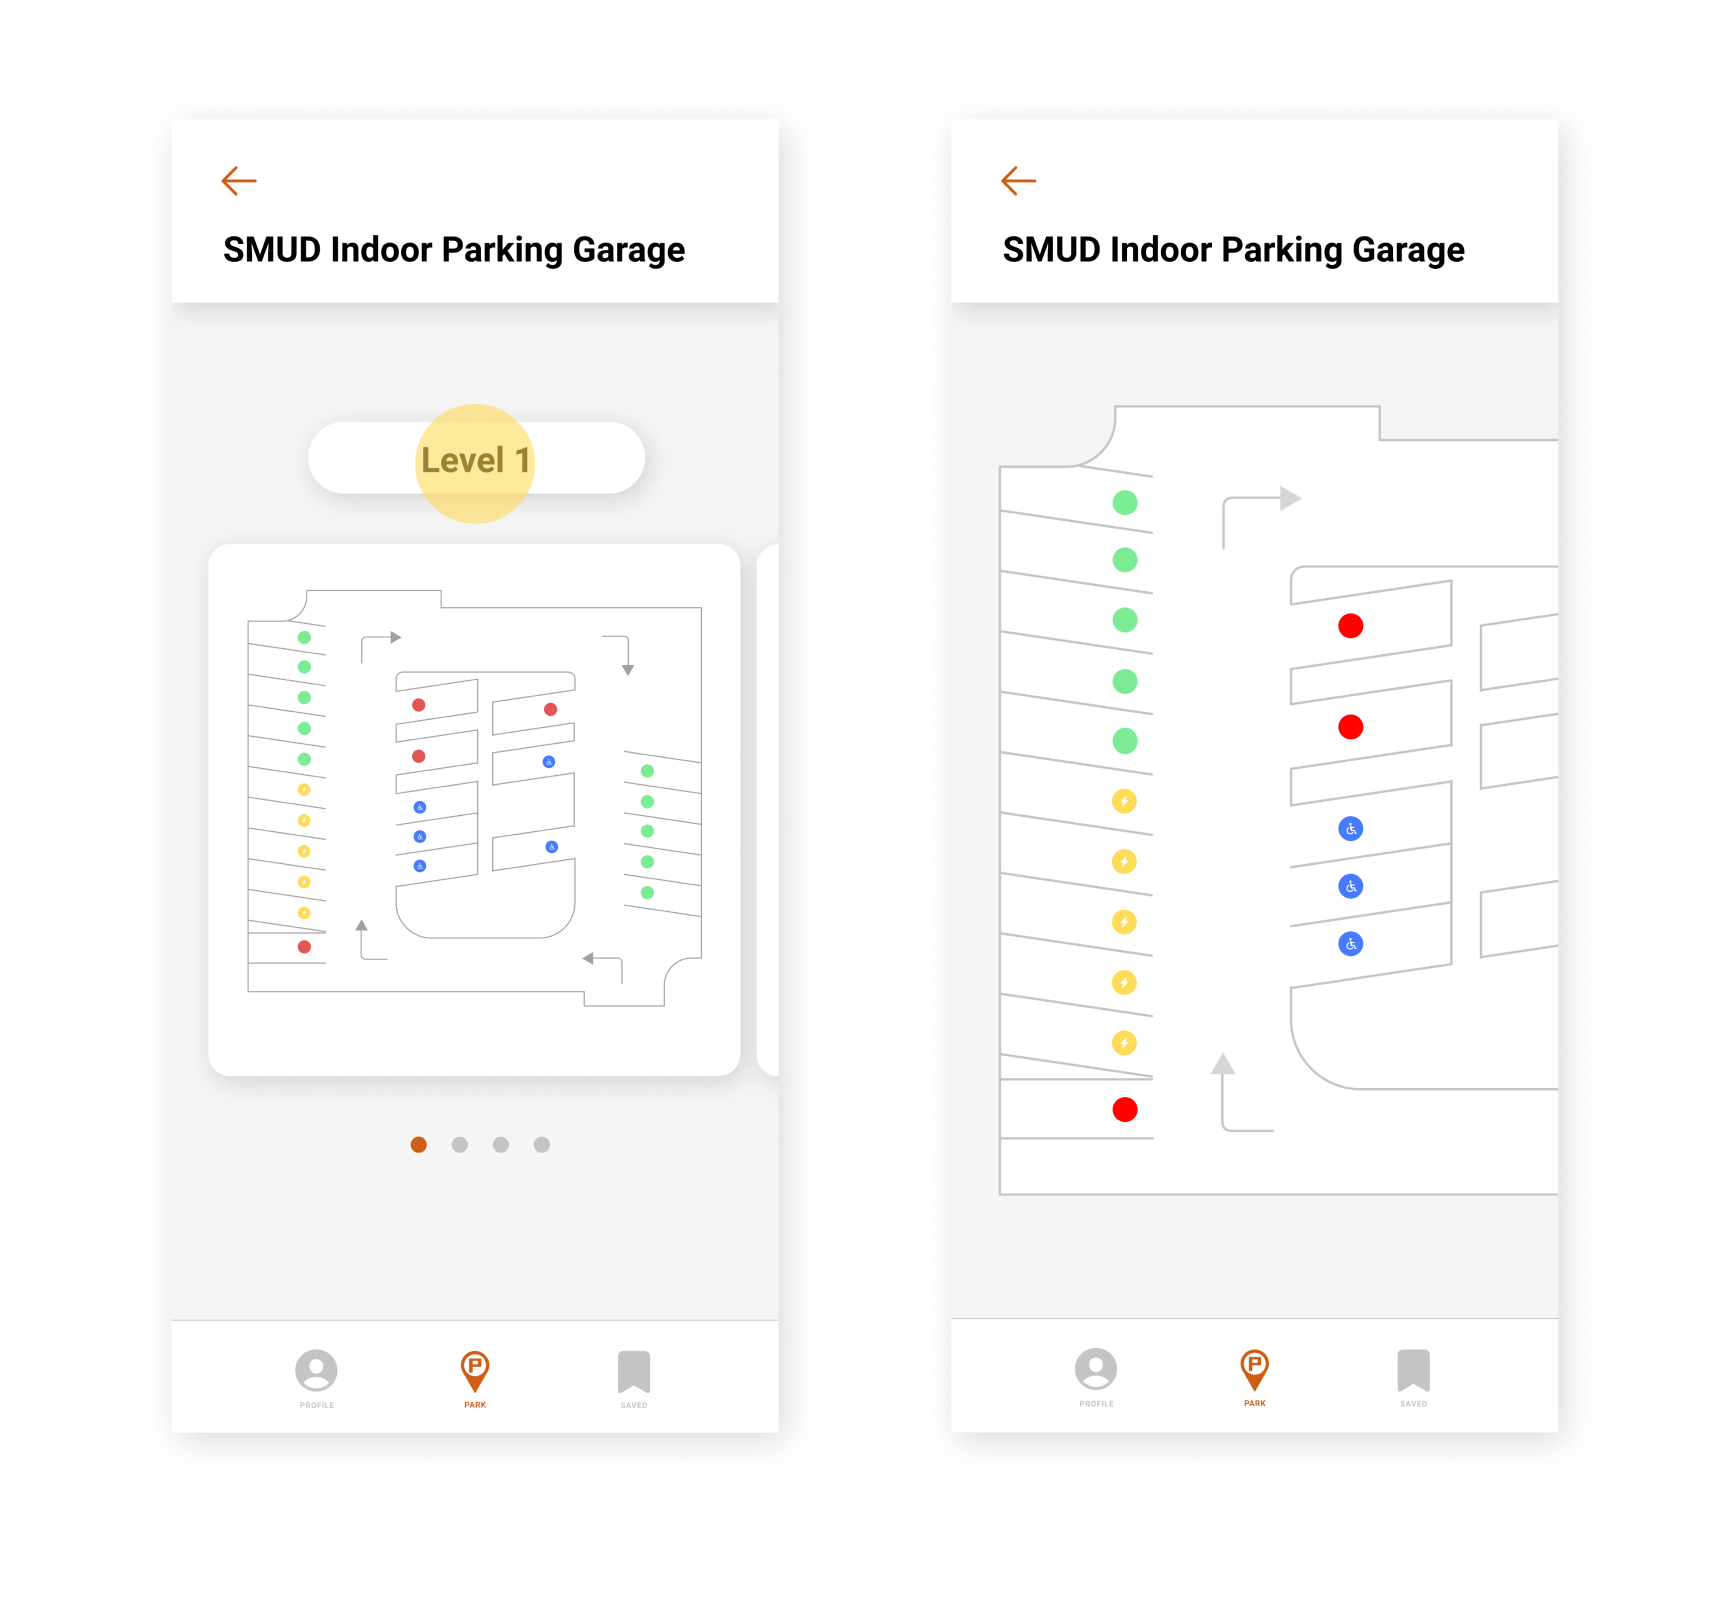 SMUD Indoor Parking Garage
Level 1
PROFILE
PARK
SAVED
SMUD Indoor Parking Garage
PROFILE
PARK
SAVED